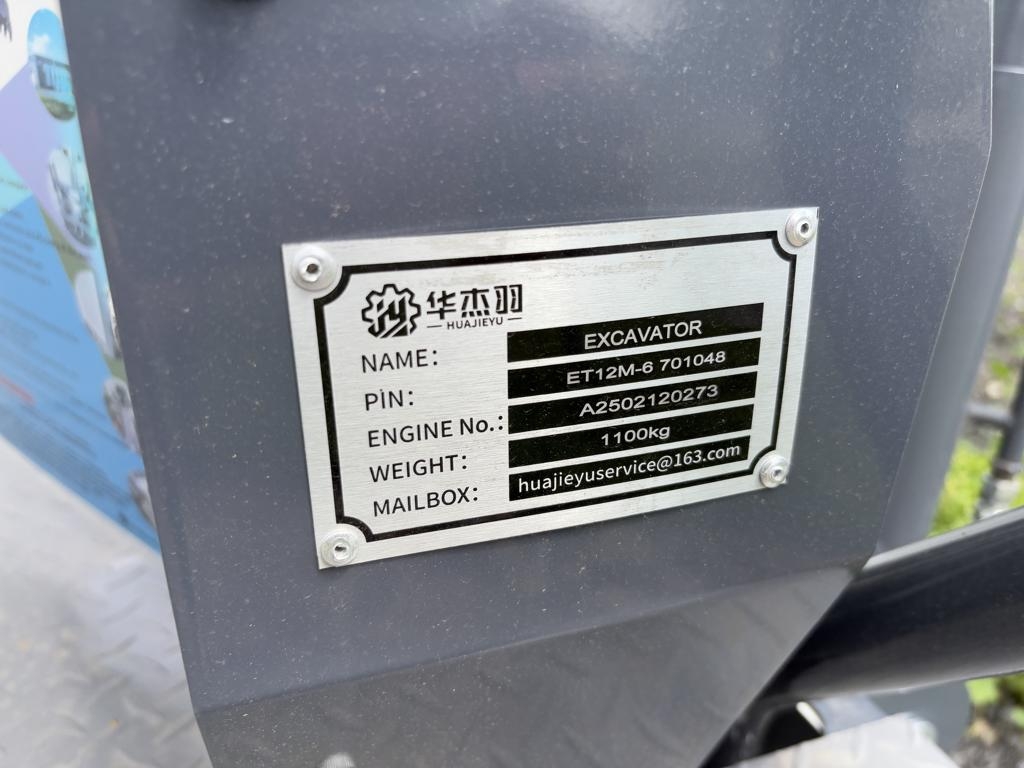 华杰羽
HUAJIEYU
NAME: EXCAVATOR
PIN: ET12M-6 701048
ENGINE No.: A2502120273
WEIGHT: 1100kg
MAILBOX: huajieyuservice@163.com